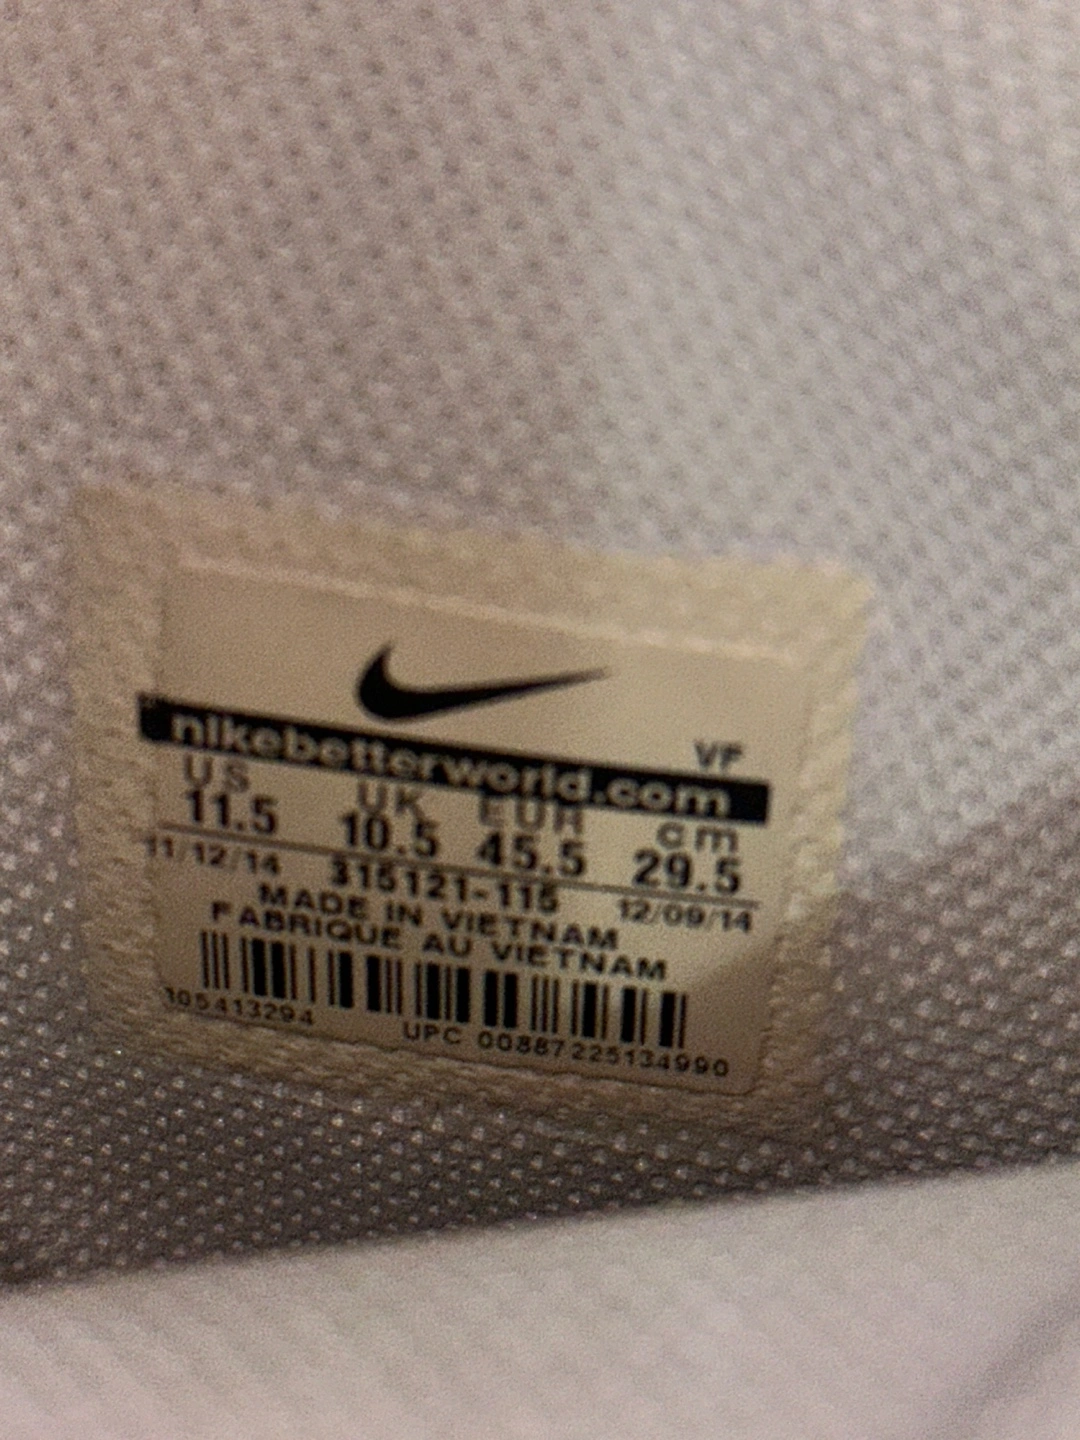 VF
nikebetterworld.com
US UK EUR cm
11.5 10.5 45.5 29.5
11/12/14 315121-115 12/09/14
MADE IN VIETNAM
FABRIQUE AU VIETNAM
105413294 UPC 00887225134990